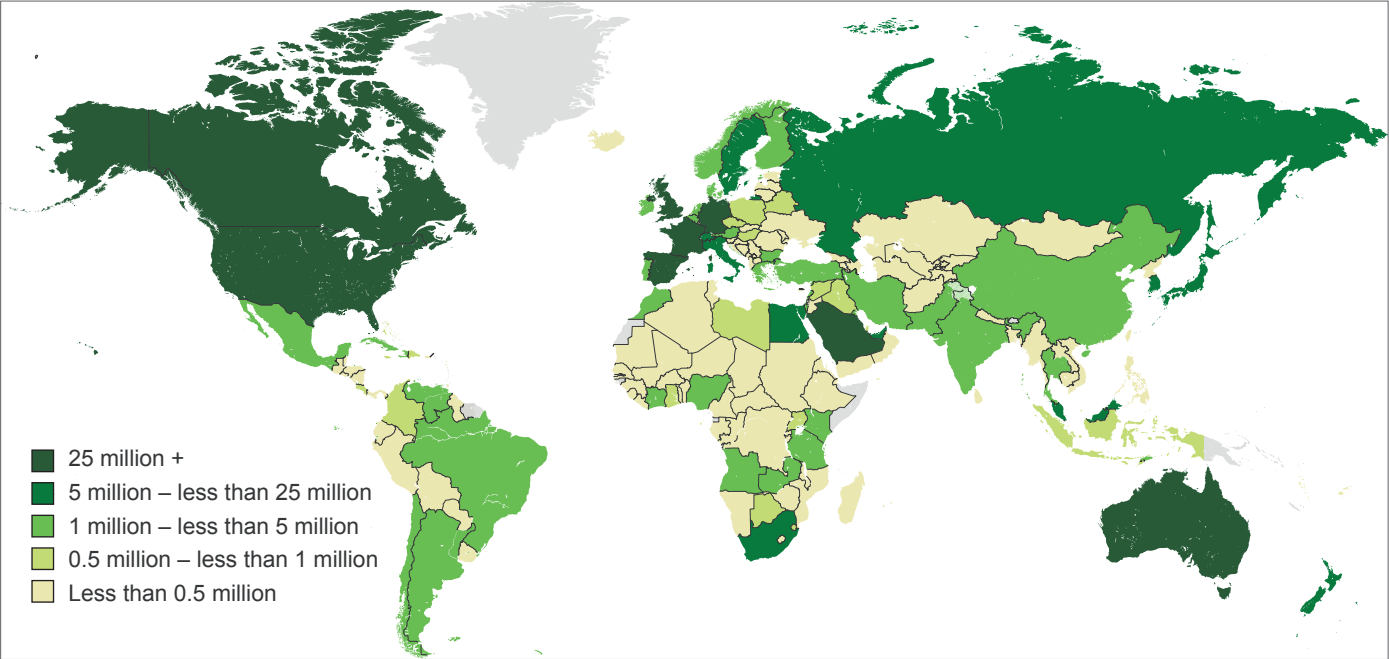 25 million +
5 million – less than 25 million
1 million – less than 5 million
0.5 million – less than 1 million
Less than 0.5 million